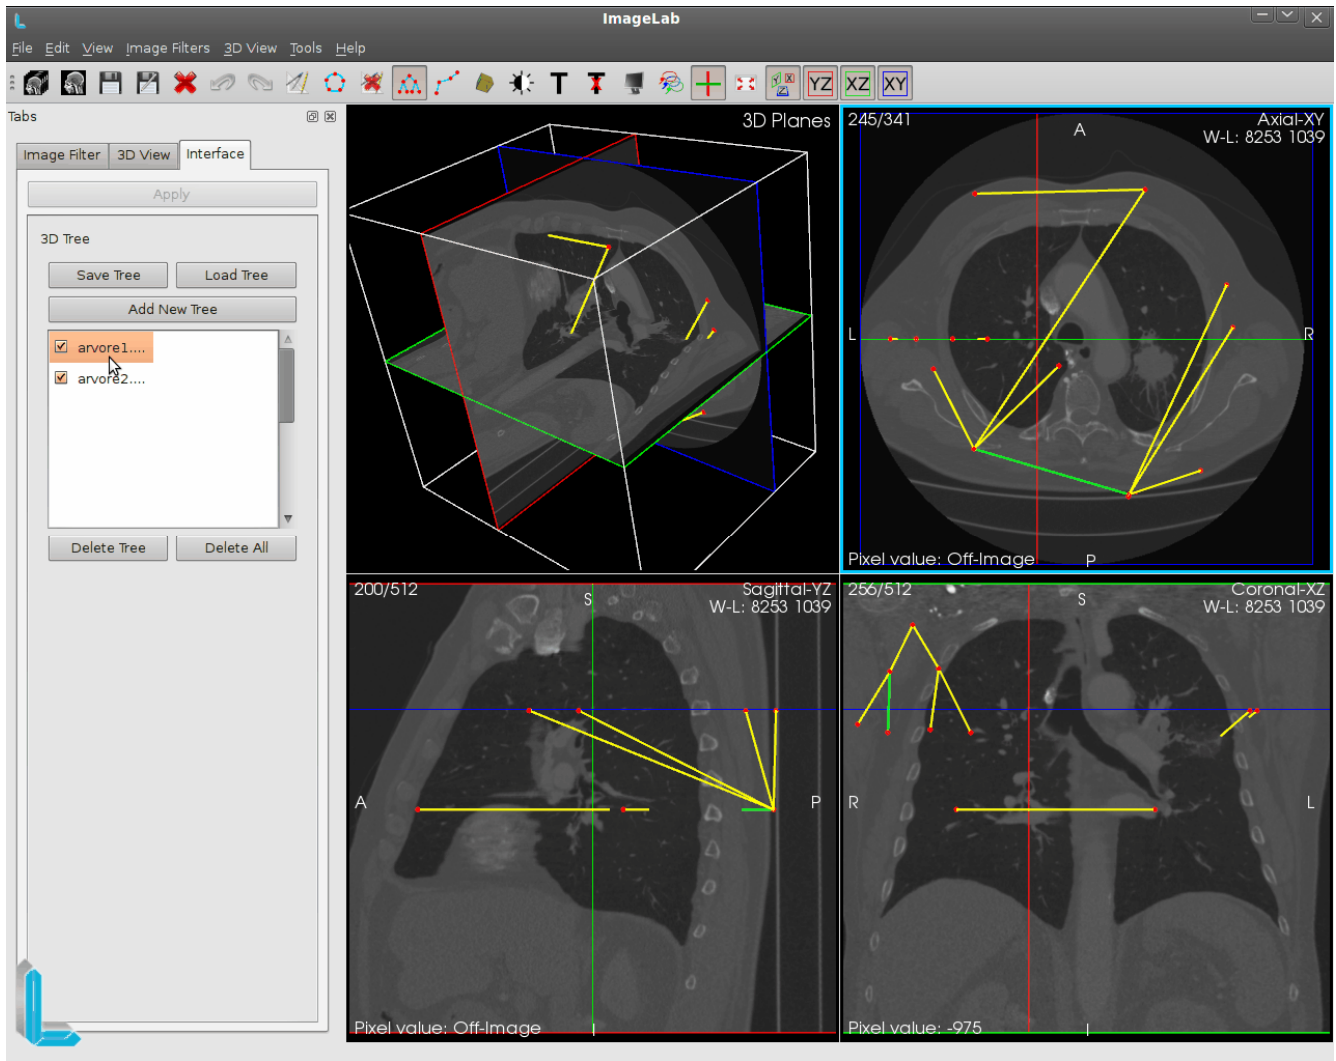 ImageLab
File Edit View Image Filters 3D View Tools Help
T YZ XZ XY
Tabs
Image Filter 3D View Interface
Apply
3D Tree
Save Tree Load Tree
Add New Tree
arvore1....
arvore2....
Delete Tree Delete All
3D Planes
245/341 Axial-XY
W-L: 8253 1039
A
L R
Pixel value: Off-Image P
200/512 Sagittal-YZ
S W-L: 8253 1039
A P
Pixel value: Off-Image I
256/512 Coronal-XZ
S W-L: 8253 1039
R L
Pixel value: -975 I